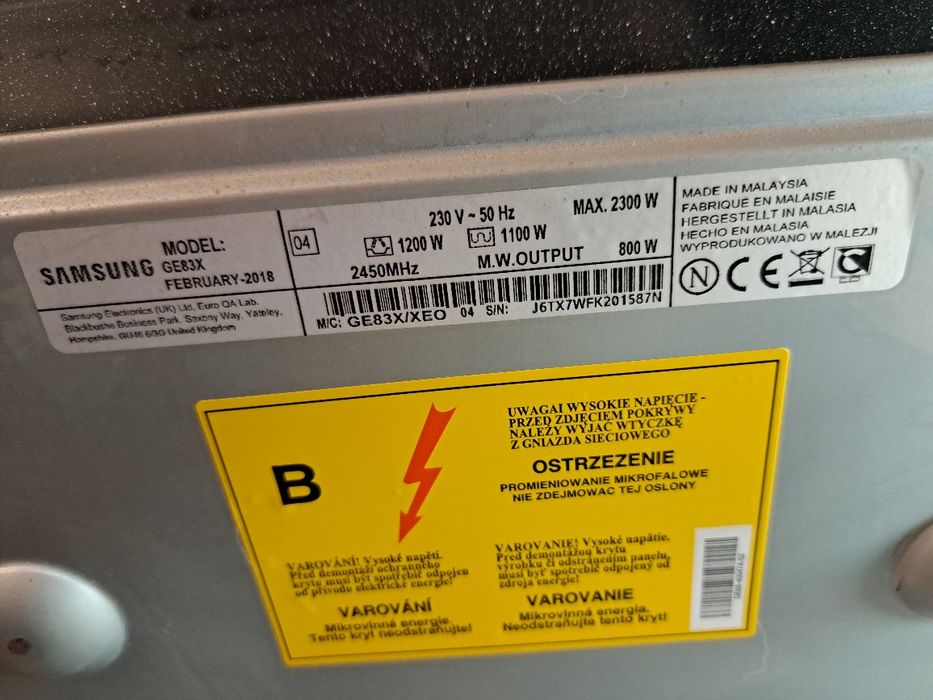 SAMSUNG
MODEL:
GE83X
FEBRUARY-2018
Samsung Electronics (UK) Ltd, Euro QA Lab.
Blackbushe Business Park, Saxony Way, Yateley,
Hampshire, GU46 6GG United Kingdom
04
230 V ~ 50 Hz
MAX. 2300 W
1200 W
1100 W
2450MHz
M.W.OUTPUT
800 W
M/C: GE83X/XEO 04 S/N: J6TX7WFK201587N
MADE IN MALAYSIA
FABRIQUÉ EN MALAISIE
HERGESTELLT IN MALASIA
HECHO EN MALASIA
WYPRODUKOWANO W MALEZJI
N CE
B
UWAGAI WYSOKIE NAPIĘCIE -
PRZED ZDJĘCIEM POKRYWY
NALEŻY WYJAĆ WTYCZKĘ
Z GNIAZDA SIECIOWEGO
OSTRZEZENIE
PROMIENIOWANIE MIKROFALOWE
NIE ZDEJMOWAC TEJ OSLONY
VAROVÁNÍ! Vysoké napětí.
Před demontáží ochranného
krytu musí být spotřebič odpojen
od přívodu elektrické energie!
VAROVÁNÍ
Mikrovinná energie.
Tento kryt neodstraňujte!
VAROVANIE! Vysoké napätie.
Pred demontážou krytu
výrobku či odstránením panelu,
musí byť spotrebič odpojený od
zdroja energie!
VAROVANIE
Mikrovinná energia.
Neodstraňujte tento kryt!